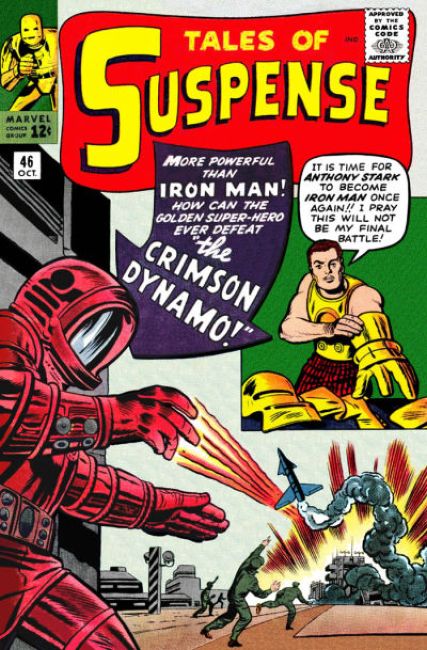 TALES OF
IND.
SUSPENSE
APPROVED
BY THE
COMICS
CODE
AUTHORITY
MARVEL
COMICS
GROUP
12¢
46
OCT.
MORE POWERFUL
THAN
IRON MAN!
HOW CAN THE
GOLDEN SUPER-HERO
EVER DEFEAT
"the
CRIMSON
DYNAMO!"
IT IS TIME FOR
ANTHONY STARK
TO BECOME
IRON MAN ONCE
AGAIN!! I PRAY
THIS WILL NOT
BE MY FINAL
BATTLE!